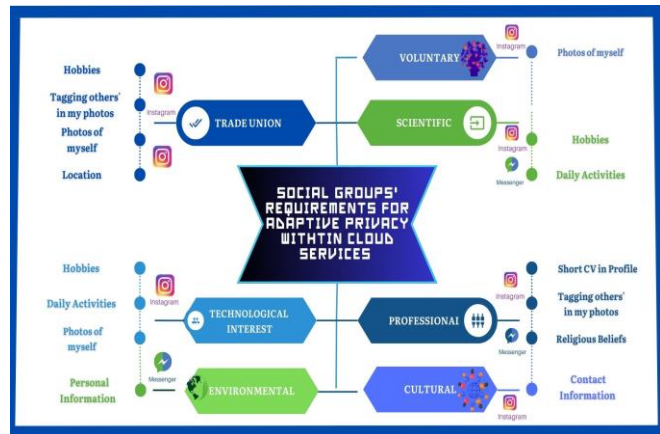 Hobbies
Tagging others'
in my photos
Photos of
myself
Location
Instagram
TRADE UNION
VOLUNTARY
Instagram
Photos of myself
SCIENTIFIC
Instagram
Messenger
Hobbies
Daily Activities
SOCIAL GROUPS'
REQUIREMENTS FOR
ADAPTIVE PRIVACY
WITHTIN CLOUD
SERVICES
Hobbies
Daily Activities
Photos of
myself
Instagram
TECHNOLOGICAL
INTEREST
Personal
Information
Messenger
ENVIRONMENTAL
PROFESSIONAL
Instagram
Messenger
Short CV in Profile
Tagging others'
in my photos
Religious Beliefs
CULTURAL
Instagram
Contact
Information